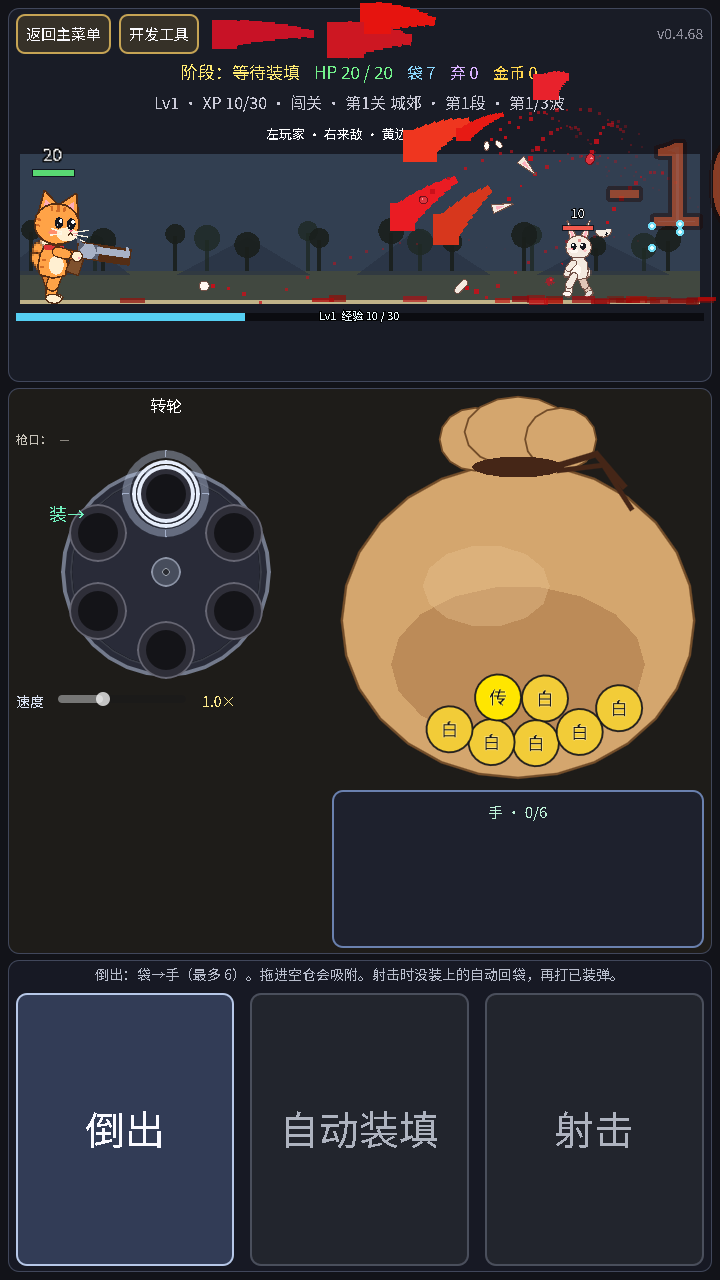 返回主菜单 开发工具 v0.4.68
阶段：等待装填 HP 20 / 20 袋 7 弃 0 金币 0
Lv1 · XP 10/30 · 闯关 · 第1关 城郊 · 第1段 · 第1/3波
左玩家 · 右来敌 · 黄边
20
10
-1
Lv1 经验 10 / 30
转轮
枪口： —
装→
速度 1.0×
传 白 白
白 白 白 白
手 · 0/6
倒出：袋→手（最多 6）。拖进空仓会吸附。射击时没装上的自动回袋，再打已装弹。
倒出 自动装填 射击